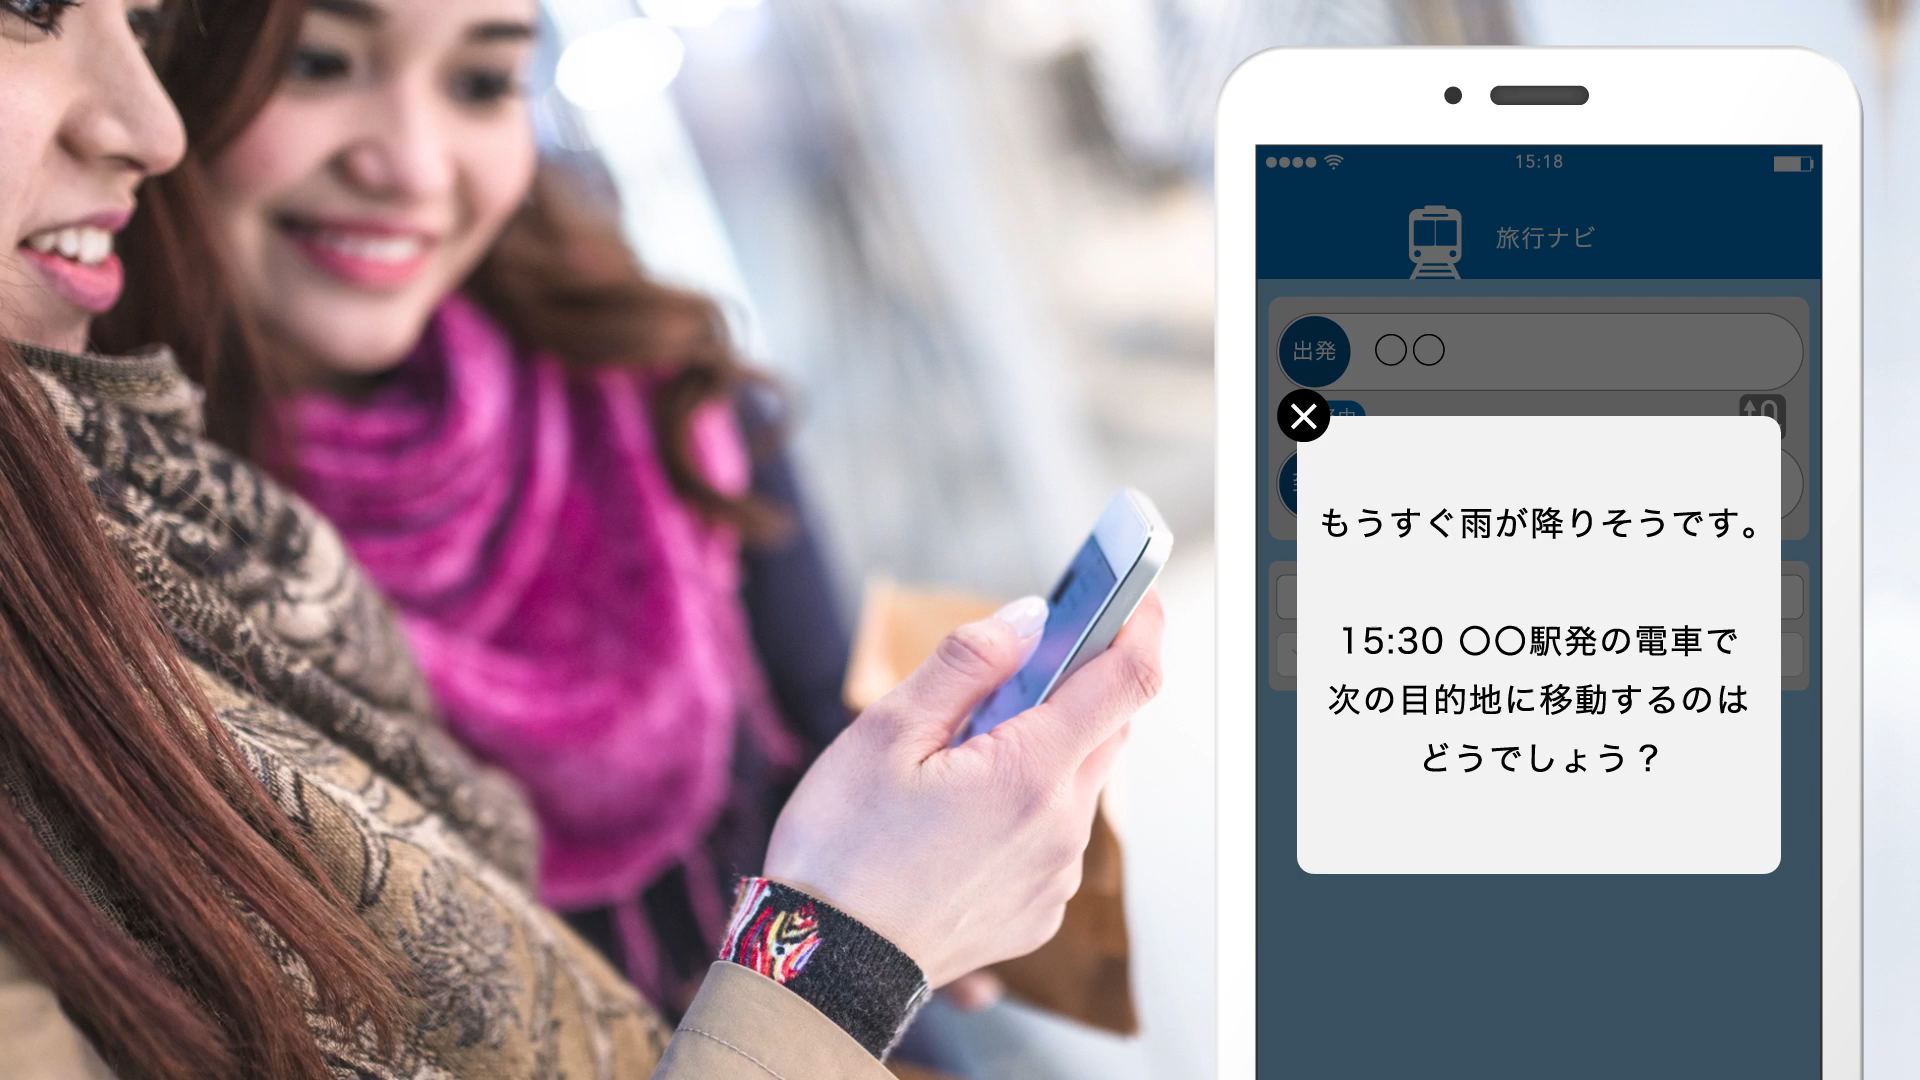 15:18
旅行ナビ
出発
〇〇
もうすぐ雨が降りそうです。
15:30 〇〇駅発の電車で
次の目的地に移動するのは
どうでしょう？